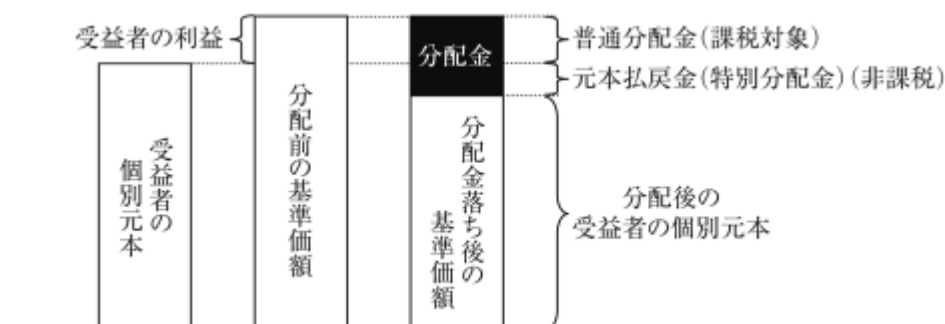 受益者の利益
分配金
普通分配金(課税対象)
元本払戻金(特別分配金)(非課税)
受益者の
個別元本
分配前の基準価額
分配金落ち後の
基準価額
分配後の
受益者の個別元本